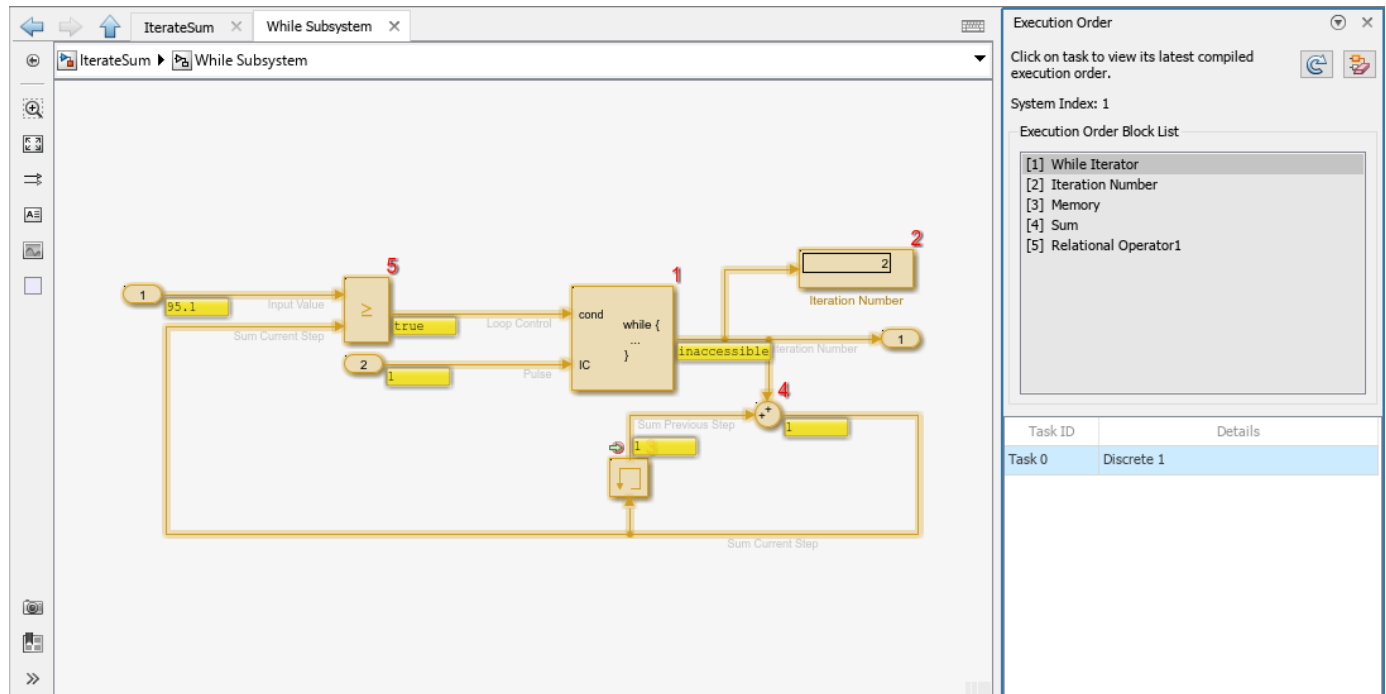 IterateSum
While Subsystem
IterateSum
While Subsystem
Execution Order
Click on task to view its latest compiled
execution order.
System Index: 1
Execution Order Block List
[1] While Iterator
[2] Iteration Number
[3] Memory
[4] Sum
[5] Relational Operator1
Task ID
Details
Task 0
Discrete 1
2
2
Iteration Number
5
1
1
95.1
Input Value
≥
true
Loop Control
cond
while {
...
}
IC
inaccessible
Iteration Number
1
Sum Current Step
2
1
Pulse
4
Sum Previous Step
++
1
1
3
Sum Current Step